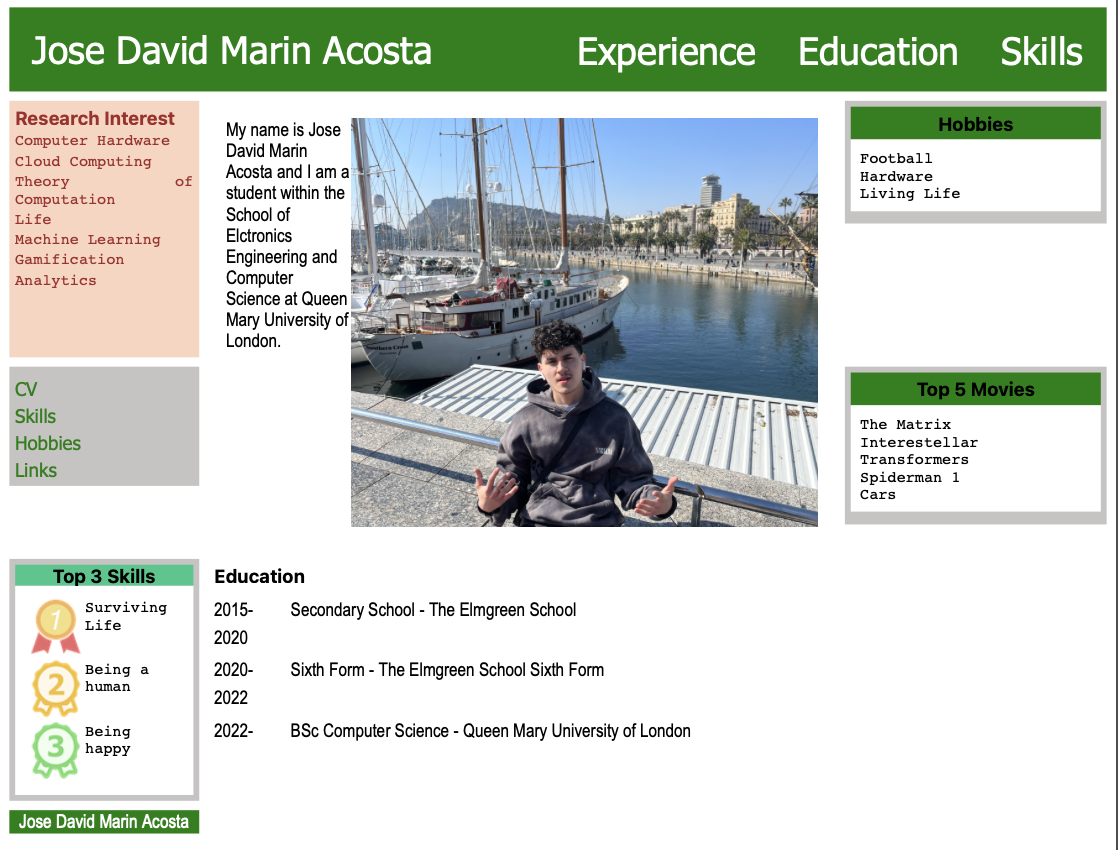 Jose David Marin Acosta
Experience Education Skills
Research Interest
Computer Hardware
Cloud Computing
Theory of
Computation
Life
Machine Learning
Gamification
Analytics
CV
Skills
Hobbies
Links
My name is Jose
David Marin
Acosta and I am a
student within the
School of
Elctronics
Engineering and
Computer
Science at Queen
Mary University of
London.
Hobbies
Football
Hardware
Living Life
Top 5 Movies
The Matrix
Interestellar
Transformers
Spiderman 1
Cars
Top 3 Skills
1 Surviving
Life
2 Being a
human
3 Being
happy
Education
2015- Secondary School - The Elmgreen School
2020
2020- Sixth Form - The Elmgreen School Sixth Form
2022
2022- BSc Computer Science - Queen Mary University of London
Jose David Marin Acosta